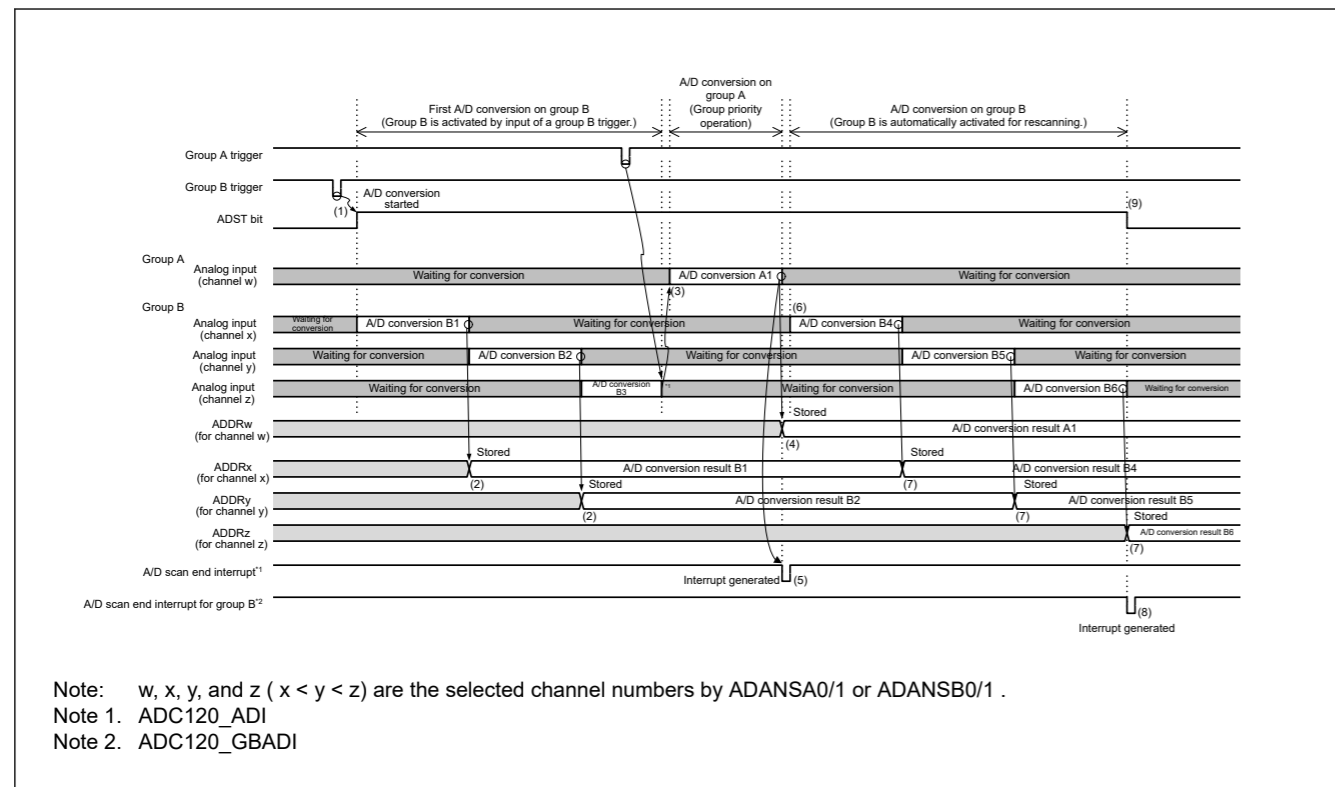 A/D conversion on
group A
(Group priority
operation)
First A/D conversion on group B
(Group B is activated by input of a group B trigger.)
A/D conversion on group B
(Group B is automatically activated for rescanning.)
Group A trigger
Group B trigger
A/D conversion
started
(1)
(9)
ADST bit
Group A
Analog input
(channel w)
Waiting for conversion
A/D conversion A1
Waiting for conversion
(3)
Group B
(6)
Analog input
(channel x)
Waiting for
conversion
A/D conversion B1
Waiting for conversion
A/D conversion B4
Waiting for conversion
Analog input
(channel y)
Waiting for conversion
A/D conversion B2
Waiting for conversion
A/D conversion B5
Waiting for conversion
Analog input
(channel z)
Waiting for conversion
A/D conversion
B3
*1
Waiting for conversion
A/D conversion B6
Waiting for conversion
Stored
ADDRw
(for channel w)
A/D conversion result A1
(4)
Stored
Stored
ADDRx
(for channel x)
A/D conversion result B1
A/D conversion result B4
(2)
Stored
(7)
Stored
ADDRy
(for channel y)
A/D conversion result B2
A/D conversion result B5
(2)
(7)
Stored
ADDRz
(for channel z)
A/D conversion result B6
(7)
A/D scan end interrupt*1
Interrupt generated
(5)
A/D scan end interrupt for group B*2
(8)
Interrupt generated
Note: w, x, y, and z ( x < y < z) are the selected channel numbers by ADANSA0/1 or ADANSB0/1 .
Note 1. ADC120_ADI
Note 2. ADC120_GBADI